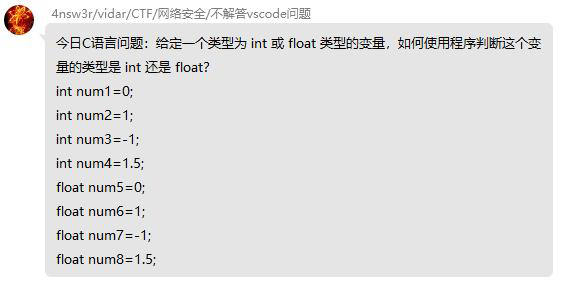 4nsw3r/vidar/CTF/网络安全/不解答vscode问题
今日C语言问题：给定一个类型为 int 或 float 类型的变量，如何使用程序判断这个变
量的类型是 int 还是 float?
int num1=0;
int num2=1;
int num3=-1;
int num4=1.5;
float num5=0;
float num6=1;
float num7=-1;
float num8=1.5;